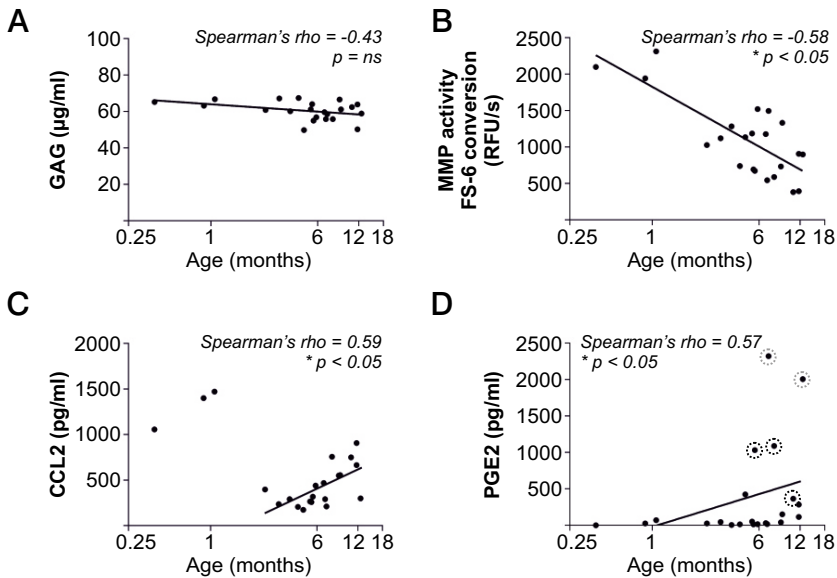 A
Spearman's rho = -0.43
p = ns
GAG (µg/ml)
100
80
60
40
20
0.25 1 6 12 18
Age (months)
B
Spearman's rho = -0.58
* p < 0.05
MMP activity
FS-6 conversion
(RFU/s)
2500
2000
1500
1000
500
0.25 1 6 12 18
Age (months)
C
Spearman's rho = 0.59
* p < 0.05
CCL2 (pg/ml)
2000
1500
1000
500
0.25 1 6 12 18
Age (months)
D
Spearman's rho = 0.57
* p < 0.05
PGE2 (pg/ml)
2500
2000
1500
1000
500
0.25 1 6 12 18
Age (months)